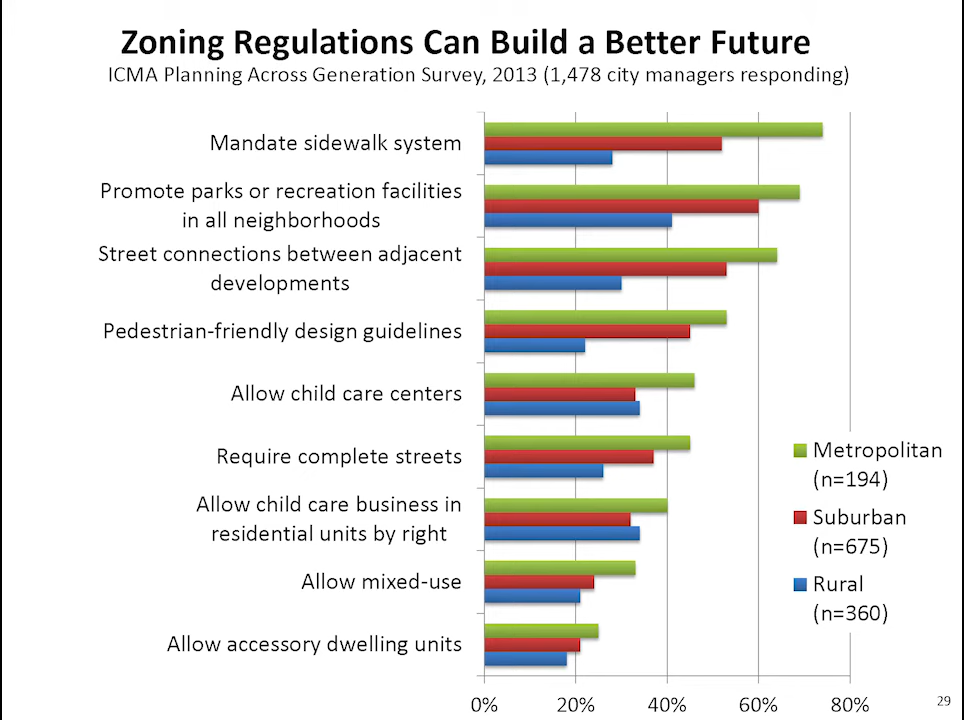 Zoning Regulations Can Build a Better Future
ICMA Planning Across Generation Survey, 2013 (1,478 city managers responding)
Mandate sidewalk system
Promote parks or recreation facilities
in all neighborhoods
Street connections between adjacent
developments
Pedestrian-friendly design guidelines
Allow child care centers
Require complete streets
Allow child care business in
residential units by right
Allow mixed-use
Allow accessory dwelling units
Metropolitan
(n=194)
Suburban
(n=675)
Rural
(n=360)
0% 20% 40% 60% 80%
29